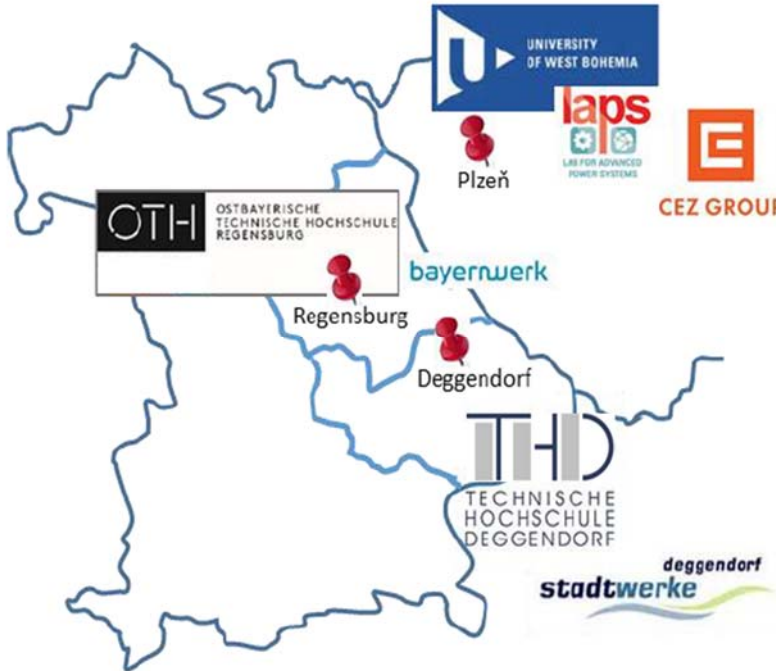 UNIVERSITY
OF WEST BOHEMIA
laps
LAB FOR ADVANCED
POWER SYSTEMS
Plzeň
CEZ GROUP
OTH
OSTBAYERISCHE
TECHNISCHE HOCHSCHULE
REGENSBURG
bayernwerk
Regensburg
Deggendorf
THD
TECHNISCHE
HOCHSCHULE
DEGGENDORF
deggendorf
stadtwerke